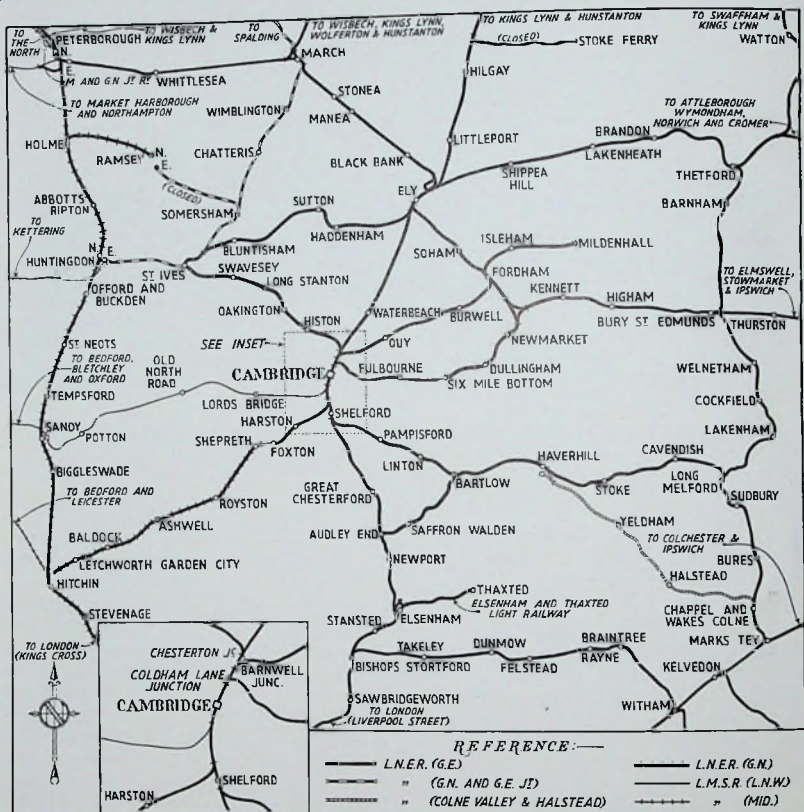 TO THE NORTH
TO WISBECH & KINGS LYNN
TO SPALDING
TO WISBECH, KINGS LYNN, WOLFERTON & HUNSTANTON
TO KINGS LYNN & HUNSTANTON
TO SWAFFHAM & KINGS LYNN
PETERBOROUGH
N.
E.
M AND G.N. JT RY
WHITTLESEA
MARCH
(CLOSED)
STOKE FERRY
WATTON
HILGAY
TO MARKET HARBOROUGH AND NORTHAMPTON
STONEA
WIMBLINGTON
MANEA
TO ATTLEBOROUGH WYMONDHAM, NORWICH AND CROMER
HOLME
RAMSEY
N.
E.
(CLOSED)
CHATTERIS
BLACK BANK
LITTLEPORT
BRANDON
LAKENHEATH
SHIPPEA HILL
THETFORD
ABBOTTS RIPTON
SOMERSHAM
SUTTON
ELY
BARNHAM
TO KETTERING
HADDENHAM
BLUNTISHAM
SOHAM
ISLEHAM
MILDENHALL
N.
E.
HUNTINGDON
ST IVES
SWAVESEY
LONG STANTON
FORDHAM
KENNETT
TO ELMSWELL, STOWMARKET & IPSWICH
OFFORD AND BUCKDEN
OAKINGTON
HISTON
WATERBEACH
BURWELL
HIGHAM
BURY ST EDMUNDS
THURSTON
ST NEOTS
SEE INSET
QUY
NEWMARKET
TO BEDFORD, BLETCHLEY AND OXFORD
OLD NORTH ROAD
CAMBRIDGE
FULBOURNE
DULLINGHAM
SIX MILE BOTTOM
WELNETHAM
TEMPSFORD
LORDS BRIDGE
COCKFIELD
SANDY
POTTON
HARSTON
SHELFORD
LAKENHAM
SHEPRETH
FOXTON
PAMPISFORD
BIGGLESWADE
LINTON
HAVERHILL
CAVENDISH
LONG MELFORD
TO BEDFORD AND LEICESTER
ROYSTON
GREAT CHESTERFORD
BARTLOW
STOKE
SUDBURY
BALDOCK
ASHWELL
AUDLEY END
SAFFRON WALDEN
YELDHAM
TO COLCHESTER & IPSWICH
LETCHWORTH GARDEN CITY
NEWPORT
BURES
HITCHIN
THAXTED
HALSTEAD
ELSENHAM AND THAXTED LIGHT RAILWAY
STEVENAGE
STANSTED
ELSENHAM
CHAPPEL AND WAKES COLNE
TO LONDON (KINGS CROSS)
MARKS TEY
TAKELEY
DUNMOW
BRAINTREE
RAYNE
BISHOPS STORTFORD
FELSTEAD
KELVEDON
SAWBRIDGEWORTH
TO LONDON (LIVERPOOL STREET)
WITHAM
CHESTERTON JC
COLDHAM LANE JUNCTION
BARNWELL JUNC.
CAMBRIDGE
SHELFORD
HARSTON
REFERENCE:—
L.N.E.R. (G.E.)
" (G.N. AND G.E. JT)
" (COLNE VALLEY & HALSTEAD)
L.N.E.R. (G.N.)
L.M.S.R. (L.N.W.)
" (MID.)